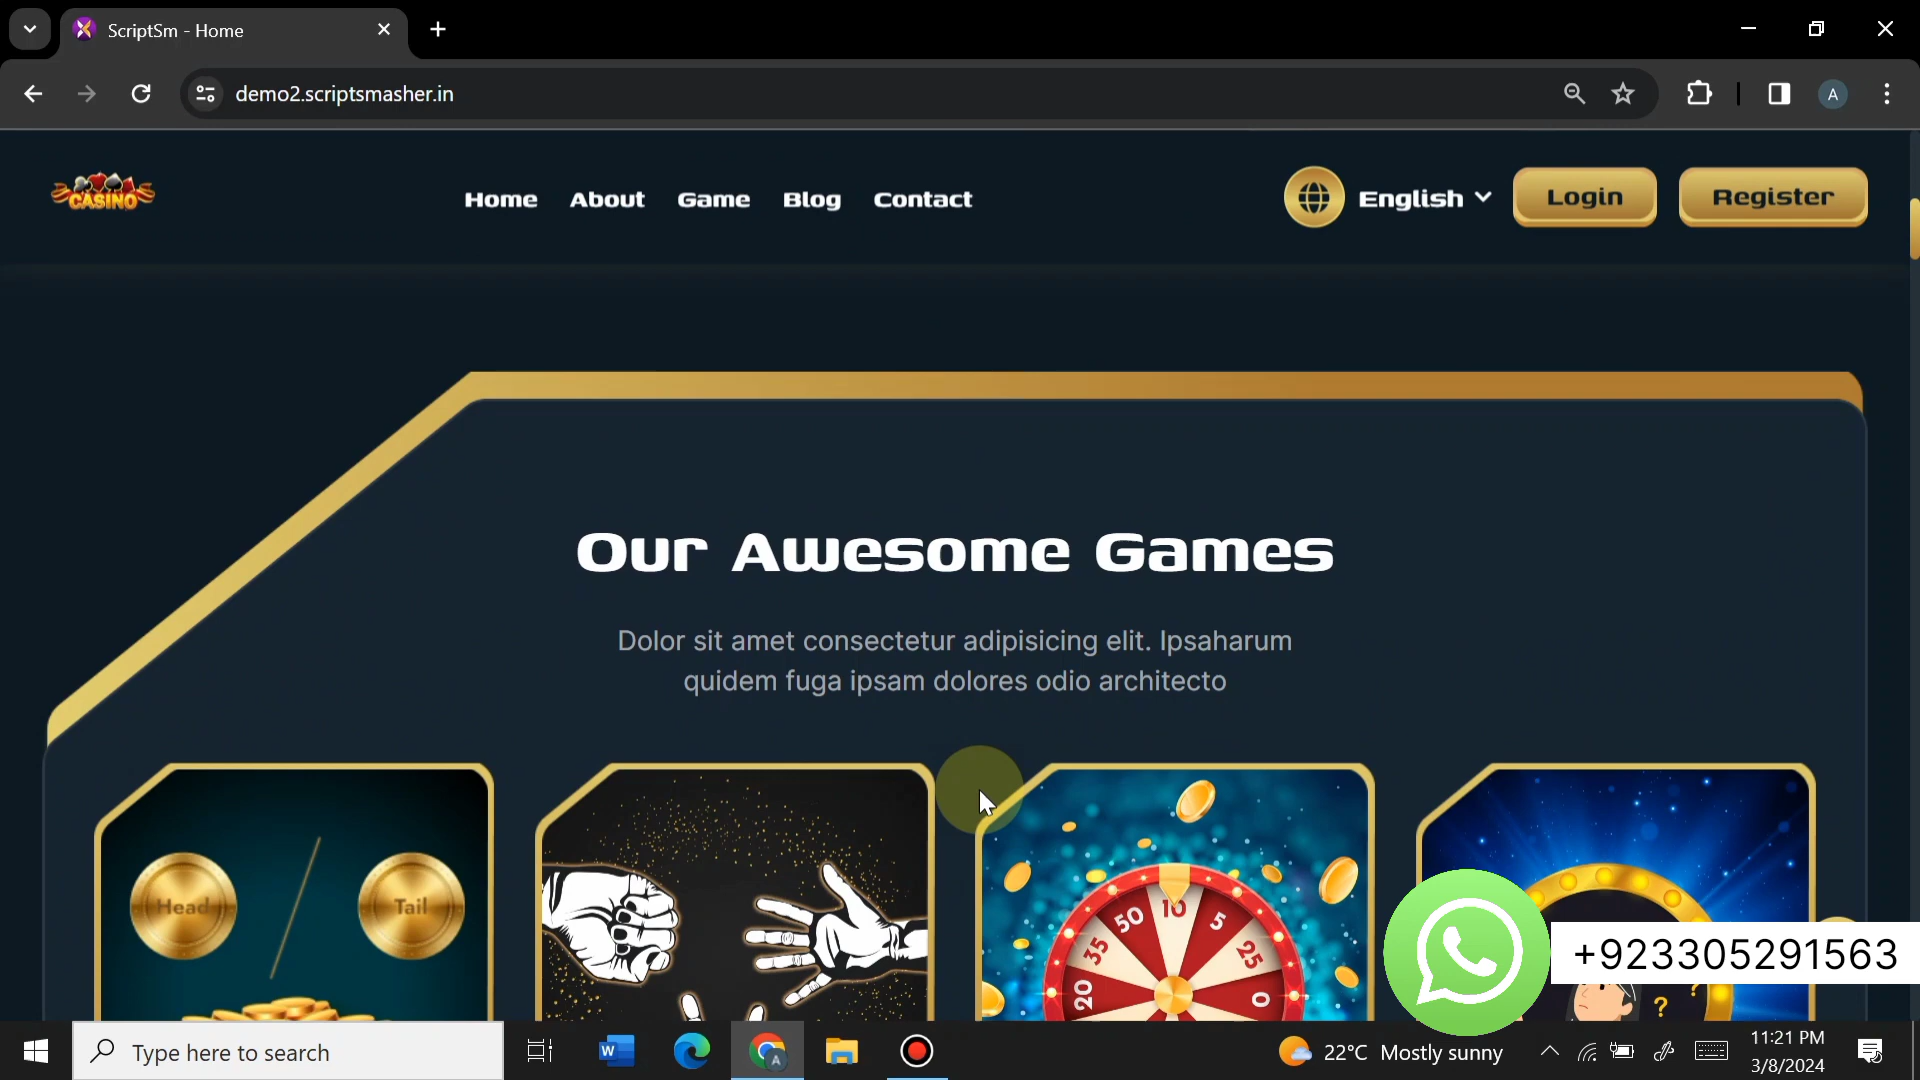 ScriptSm - Home
demo2.scriptsmasher.in
A
CASINO
Home About Game Blog Contact
English
Login
Register
Our Awesome Games
Dolor sit amet consectetur adipisicing elit. Ipsaharum
quidem fuga ipsam dolores odio architecto
Head
Tail
20 35 50 10 5 25 0
? ?
+923305291563
Type here to search
W
A
22°C Mostly sunny
11:21 PM
3/8/2024